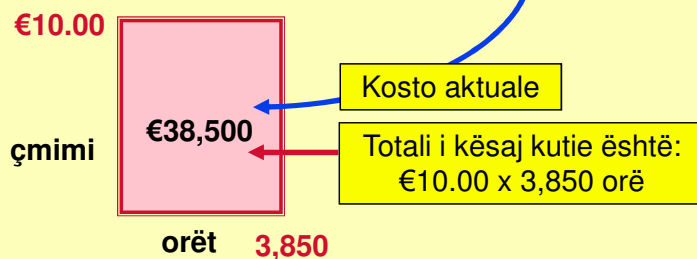 €10.00
Kosto aktuale
€38,500
çmimi
Totali i kësaj kutie është:
€10.00 x 3,850 orë
orët 3,850